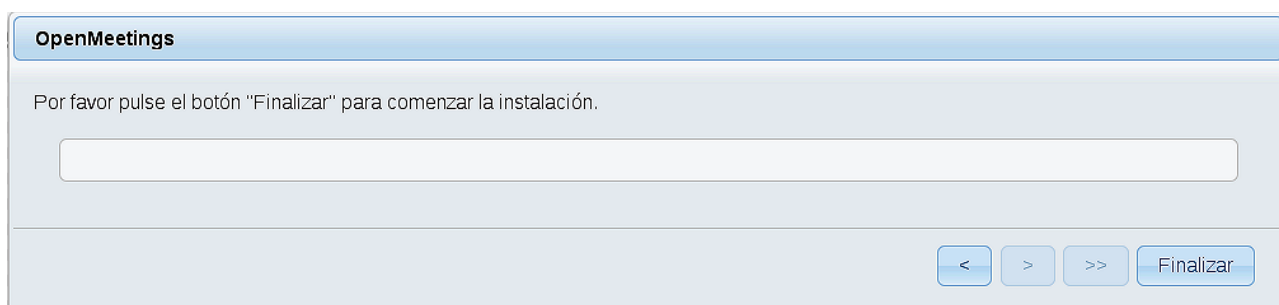 OpenMeetings
Por favor pulse el botón "Finalizar" para comenzar la instalación.
< > >> Finalizar